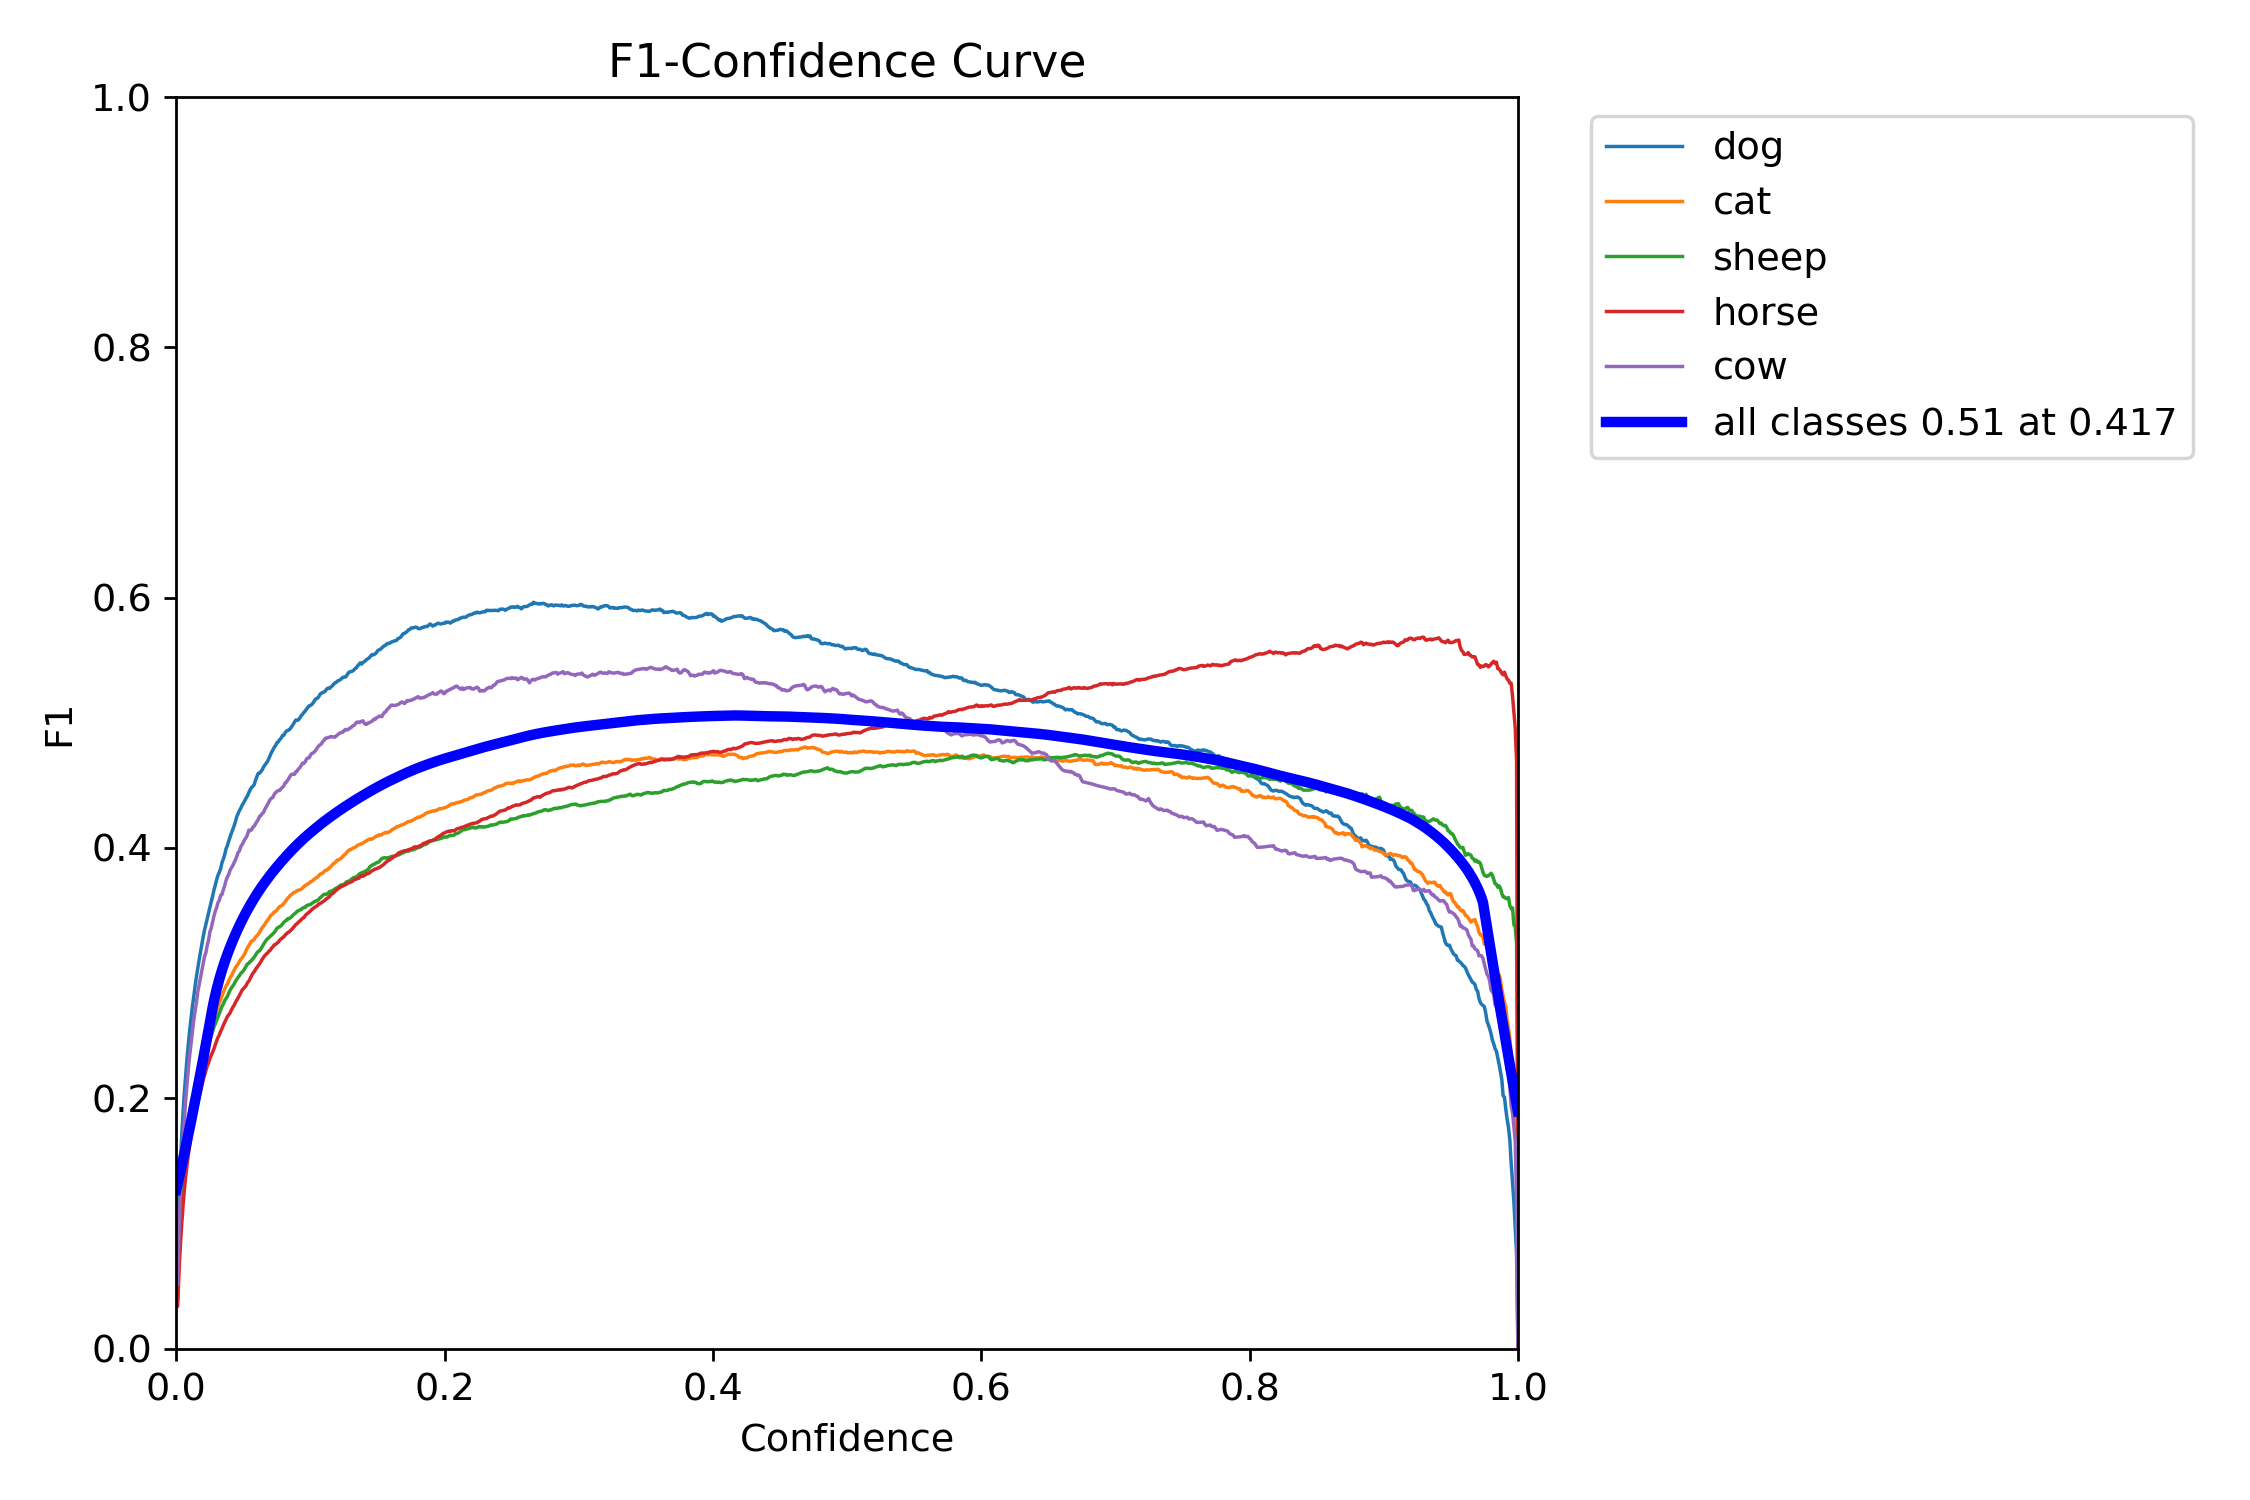 F1-Confidence Curve
1.0
0.8
0.6
0.4
0.2
0.0
F1
0.0 0.2 0.4 0.6 0.8 1.0
Confidence
dog
cat
sheep
horse
cow
all classes 0.51 at 0.417